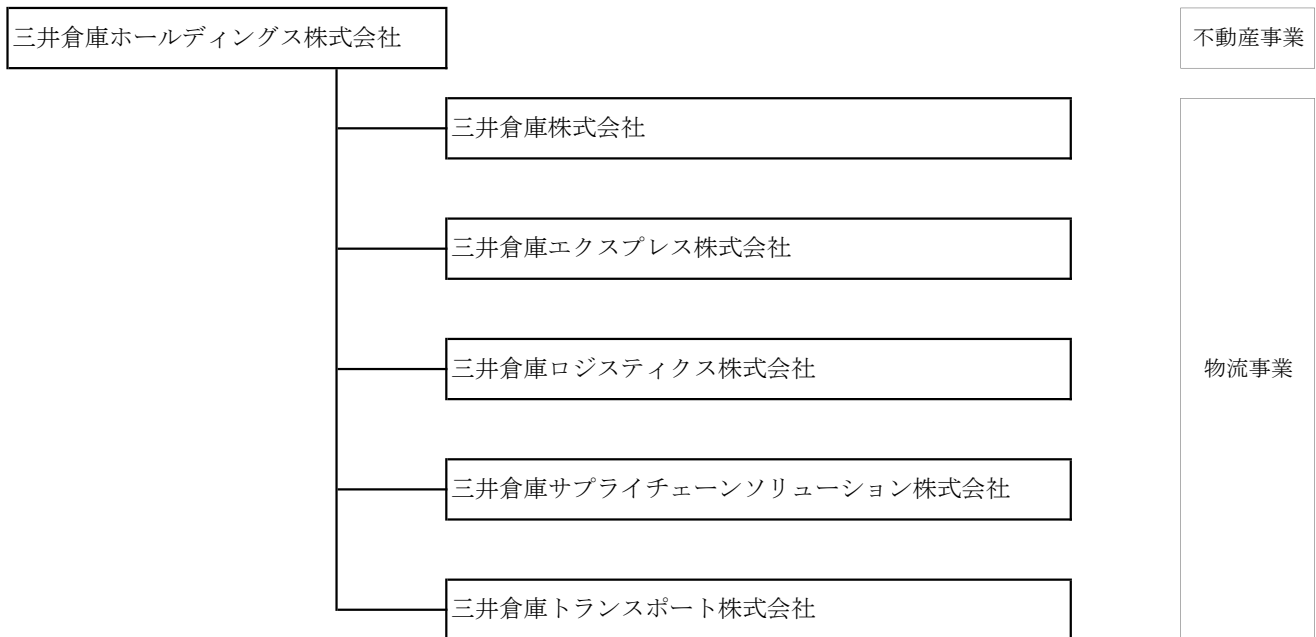 三井倉庫ホールディングス株式会社
不動産事業
三井倉庫株式会社
三井倉庫エクスプレス株式会社
三井倉庫ロジスティクス株式会社
物流事業
三井倉庫サプライチェーンソリューション株式会社
三井倉庫トランスポート株式会社